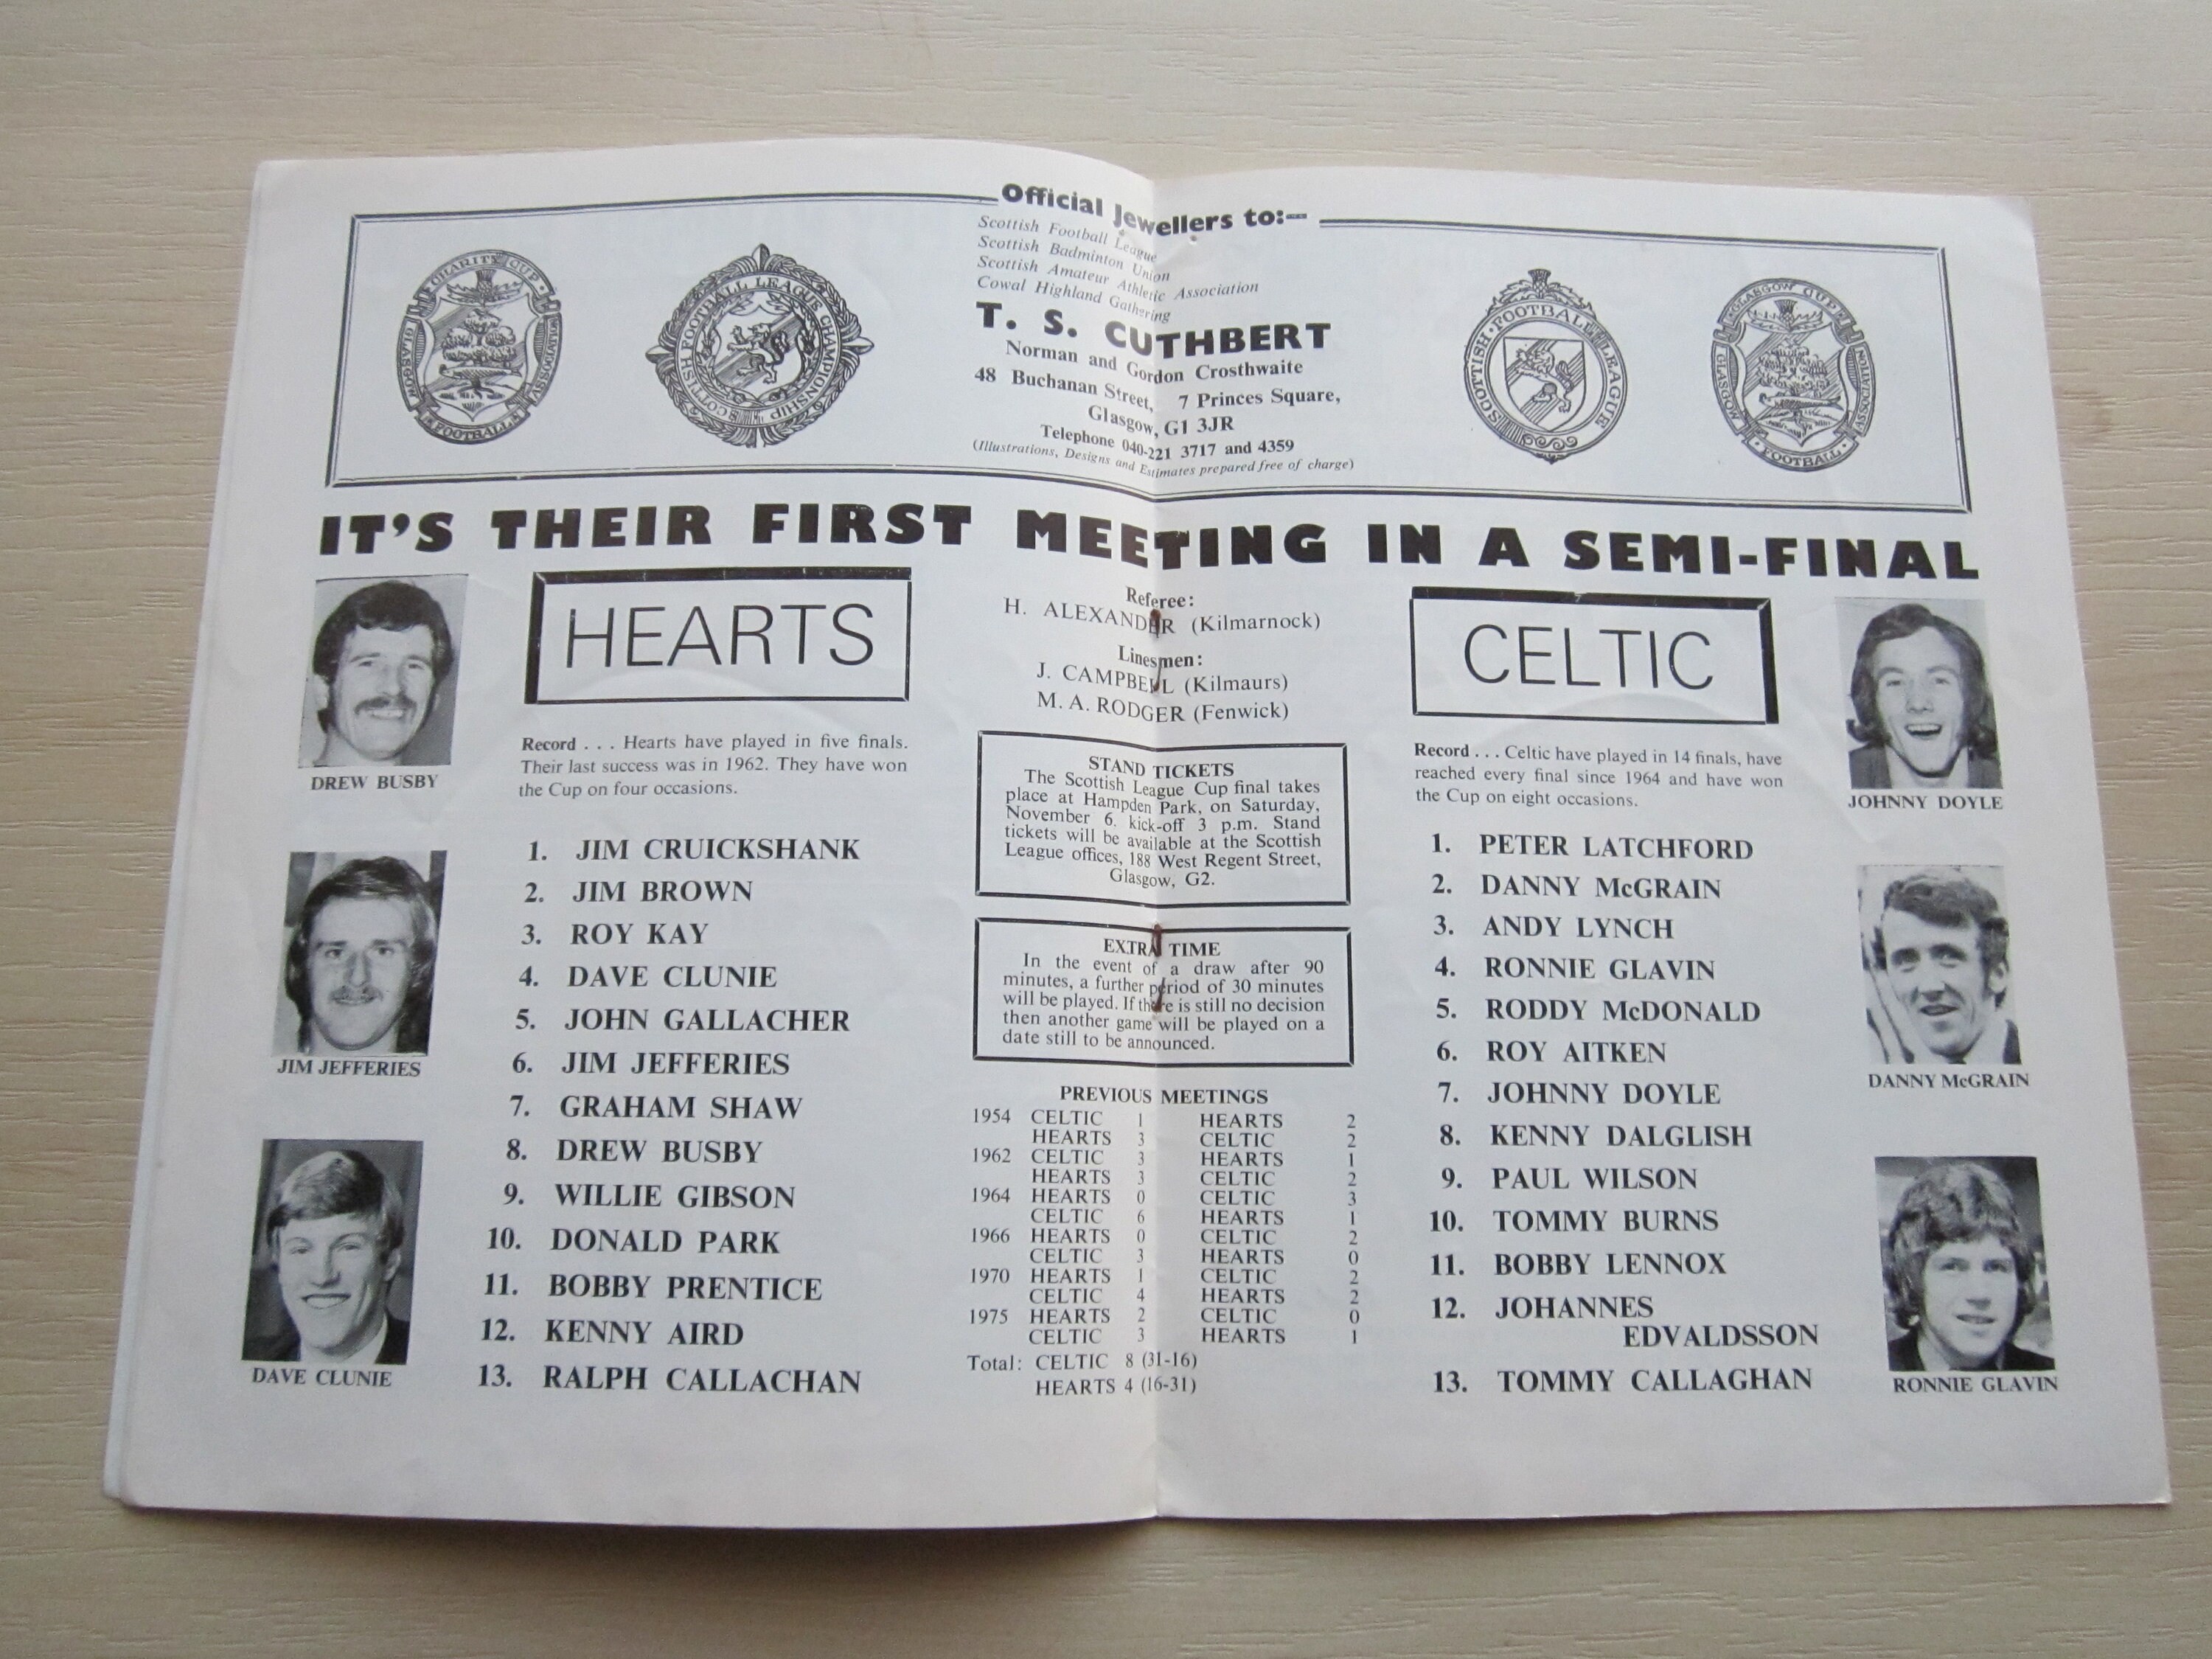 Official Jewellers to:—
Scottish Football League
Scottish Badminton Union
Scottish Amateur Athletic Association
Cowal Highland Gathering
T. S. CUTHBERT
Norman and Gordon Crosthwaite
48 Buchanan Street, 7 Princes Square,
Glasgow, G1 3JR
Telephone 040-221 3717 and 4359
(Illustrations, Designs and Estimates prepared free of charge)
CHARITY CUP
GLASGOW
ASSOCIATION
FOOTBALL
SCOTTISH FOOTBALL LEAGUE CHAMPIONSHIP
SCOTTISH FOOTBALL LEAGUE
GLASGOW CUP
GLASGOW
ASSOCIATION
FOOTBALL
IT'S THEIR FIRST MEETING IN A SEMI-FINAL
DREW BUSBY
JIM JEFFERIES
DAVE CLUNIE
HEARTS
Record . . . Hearts have played in five finals.
Their last success was in 1962. They have won
the Cup on four occasions.
1. JIM CRUICKSHANK
2. JIM BROWN
3. ROY KAY
4. DAVE CLUNIE
5. JOHN GALLACHER
6. JIM JEFFERIES
7. GRAHAM SHAW
8. DREW BUSBY
9. WILLIE GIBSON
10. DONALD PARK
11. BOBBY PRENTICE
12. KENNY AIRD
13. RALPH CALLACHAN
Referee:
H. ALEXANDER (Kilmarnock)
Linesmen:
J. CAMPBELL (Kilmaurs)
M. A. RODGER (Fenwick)
STAND TICKETS
The Scottish League Cup final takes
place at Hampden Park, on Saturday,
November 6. kick-off 3 p.m. Stand
tickets will be available at the Scottish
League offices, 188 West Regent Street,
Glasgow, G2.
EXTRA TIME
In the event of a draw after 90
minutes, a further period of 30 minutes
will be played. If there is still no decision
then another game will be played on a
date still to be announced.
PREVIOUS MEETINGS
1954 CELTIC 1 HEARTS 2
HEARTS 3 CELTIC 2
1962 CELTIC 3 HEARTS 1
HEARTS 3 CELTIC 2
1964 HEARTS 0 CELTIC 3
CELTIC 6 HEARTS 1
1966 HEARTS 0 CELTIC 2
CELTIC 3 HEARTS 0
1970 HEARTS 1 CELTIC 2
CELTIC 4 HEARTS 2
1975 HEARTS 2 CELTIC 0
CELTIC 3 HEARTS 1
Total: CELTIC 8 (31-16)
HEARTS 4 (16-31)
CELTIC
Record . . . Celtic have played in 14 finals, have
reached every final since 1964 and have won
the Cup on eight occasions.
1. PETER LATCHFORD
2. DANNY McGRAIN
3. ANDY LYNCH
4. RONNIE GLAVIN
5. RODDY McDONALD
6. ROY AITKEN
7. JOHNNY DOYLE
8. KENNY DALGLISH
9. PAUL WILSON
10. TOMMY BURNS
11. BOBBY LENNOX
12. JOHANNES
EDVALDSSON
13. TOMMY CALLAGHAN
JOHNNY DOYLE
DANNY McGRAIN
RONNIE GLAVIN